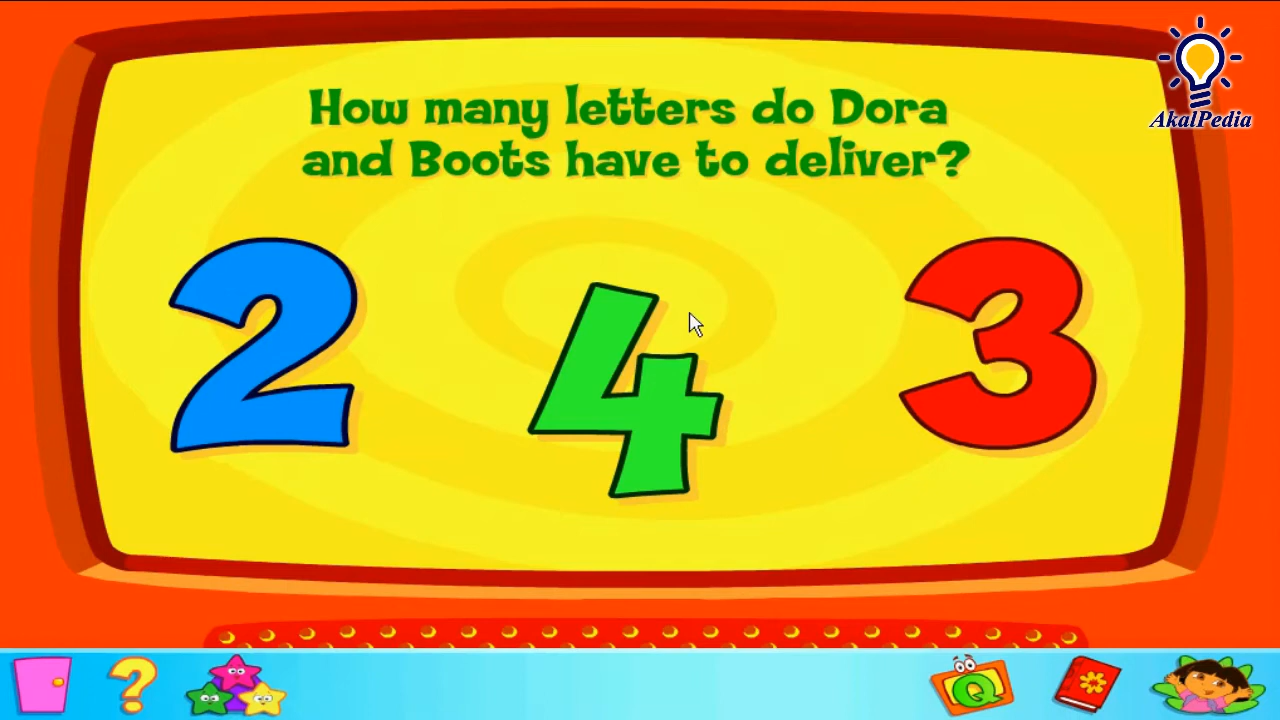 AkalPedia
How many letters do Dora
and Boots have to deliver?
2 4 3
?
Q